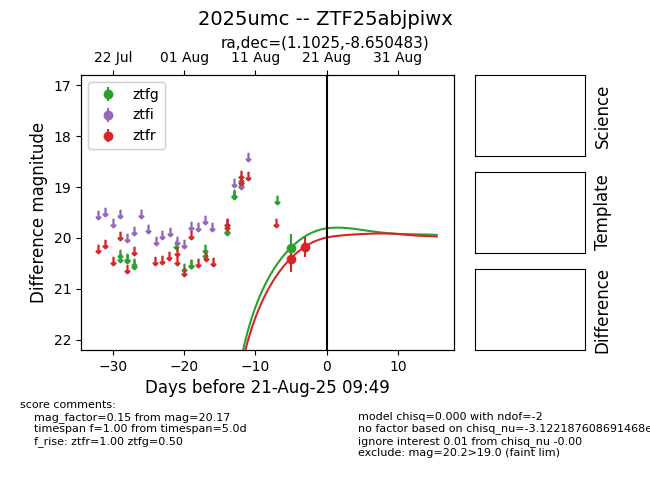 2025umc -- ZTF25abjpiwx
ra,dec=(1.1025,-8.650483)
22 Jul 01 Aug 11 Aug 21 Aug 31 Aug
ztfg
ztfi
ztfr
17
18
19
20
21
22
Difference magnitude
−30 −20 −10 0 10
Days before 21-Aug-25 09:49
Science
Template
Difference
score comments:
mag_factor=0.15 from mag=20.17
timespan f=1.00 from timespan=5.0d
f_rise: ztfr=1.00 ztfg=0.50
model chisq=0.000 with ndof=-2
no factor based on chisq_nu=-3.122187608691468e
ignore interest 0.01 from chisq_nu -0.00
exclude: mag=20.2>19.0 (faint lim)